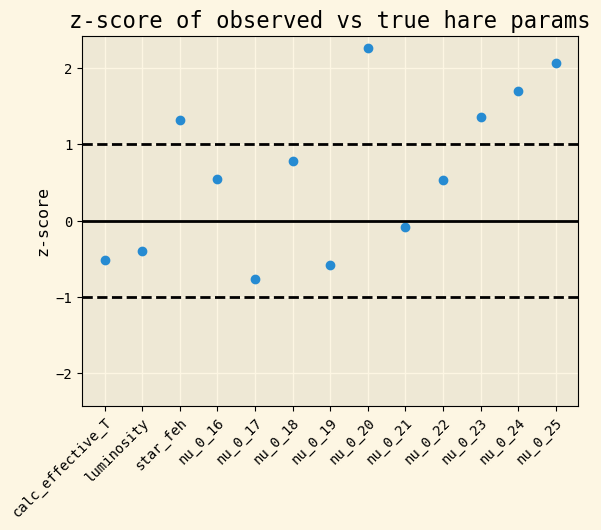 z-score of observed vs true hare params
z-score
2
1
0
−1
−2
calc_effective_T
luminosity
star_feh
nu_0_16
nu_0_17
nu_0_18
nu_0_19
nu_0_20
nu_0_21
nu_0_22
nu_0_23
nu_0_24
nu_0_25